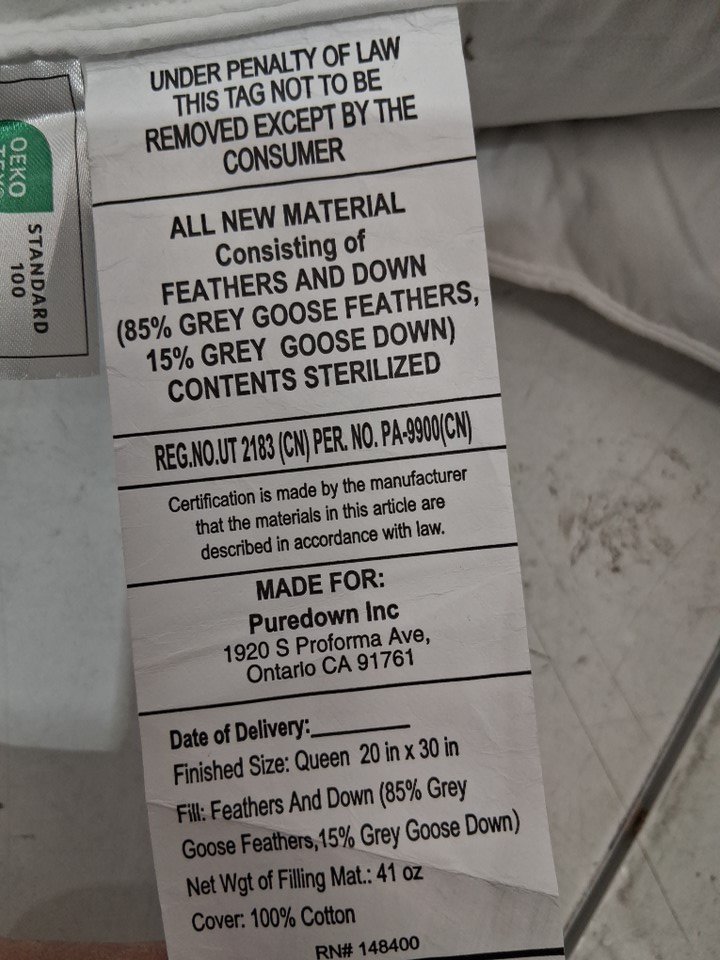 UNDER PENALTY OF LAW
THIS TAG NOT TO BE
REMOVED EXCEPT BY THE
CONSUMER
ALL NEW MATERIAL
Consisting of
FEATHERS AND DOWN
(85% GREY GOOSE FEATHERS,
15% GREY GOOSE DOWN)
CONTENTS STERILIZED
REG.NO.UT 2183 (CN) PER. NO. PA-9900(CN)
Certification is made by the manufacturer
that the materials in this article are
described in accordance with law.
MADE FOR:
Puredown Inc
1920 S Proforma Ave,
Ontario CA 91761
Date of Delivery:________
Finished Size: Queen 20 in x 30 in
Fill: Feathers And Down (85% Grey
Goose Feathers,15% Grey Goose Down)
Net Wgt of Filling Mat.: 41 oz
Cover: 100% Cotton
RN# 148400
OEKO
STANDARD
100